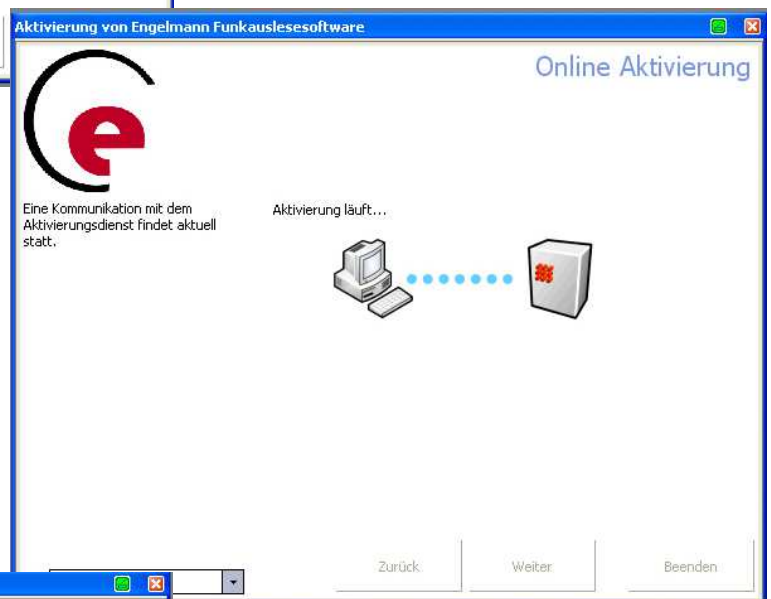 Aktivierung von Engelmann Funkauslesesoftware
Online Aktivierung
e
Eine Kommunikation mit dem
Aktivierungsdienst findet aktuell
statt.
Aktivierung läuft...
Zurück
Weiter
Beenden